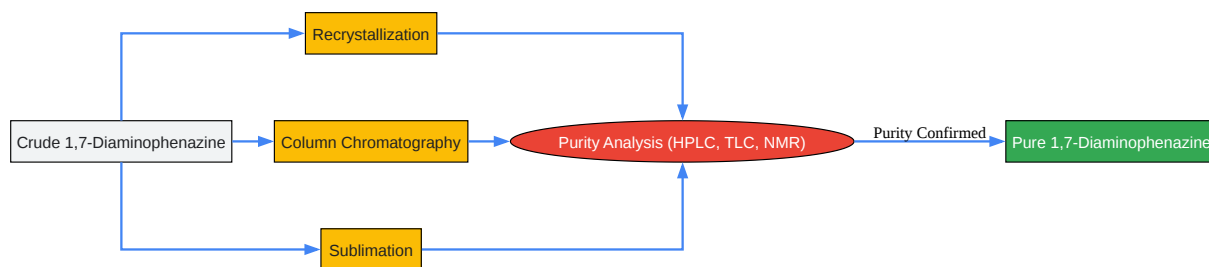 Recrystallization
Crude 1,7-Diaminophenazine
Column Chromatography
Purity Analysis (HPLC, TLC, NMR)
Purity Confirmed
Pure 1,7-Diaminophenazine
Sublimation